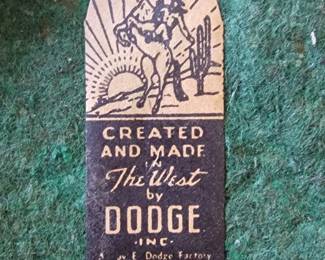 CREATED
AND MADE
IN
The West
by
DODGE
·INC·
E. Dodge Factory